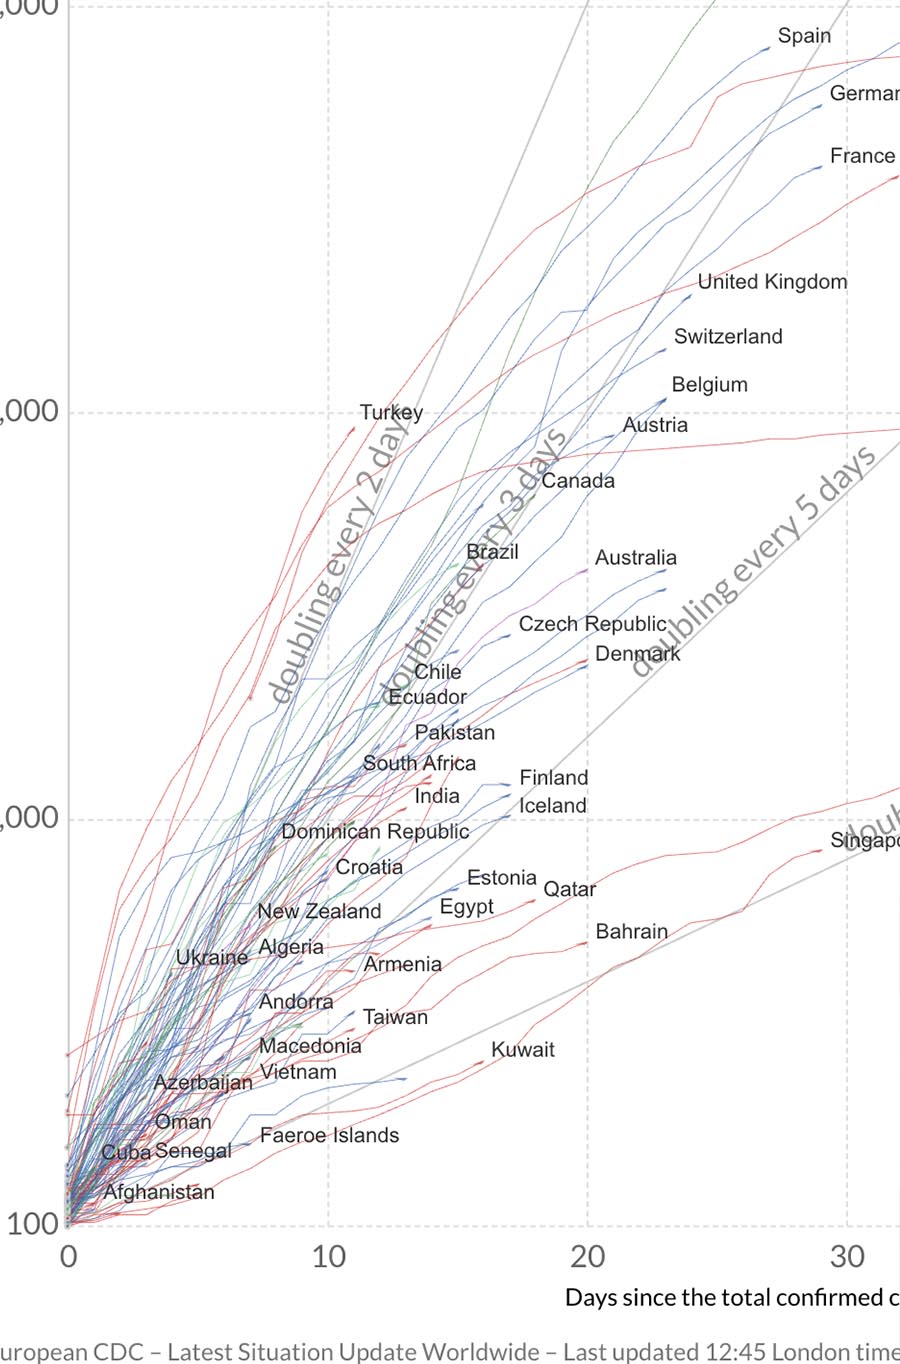 ,000
Spain
German
France
United Kingdom
Switzerland
Belgium
,000
Turkey
Austria
doubling every 2 days
doubling every 3 days
doubling every 5 days
Canada
Brazil
Australia
Czech Republic
Denmark
Chile
Ecuador
Pakistan
South Africa
Finland
India
Iceland
,000
Dominican Republic
doub
Singapo
Croatia
Estonia
Qatar
New Zealand
Egypt
Bahrain
Algeria
Ukraine
Armenia
Andorra
Taiwan
Macedonia
Kuwait
Vietnam
Azerbaijan
Oman
Faeroe Islands
Cuba
Senegal
Afghanistan
100
0 10 20 30
Days since the total confirmed c
uropean CDC – Latest Situation Update Worldwide – Last updated 12:45 London time